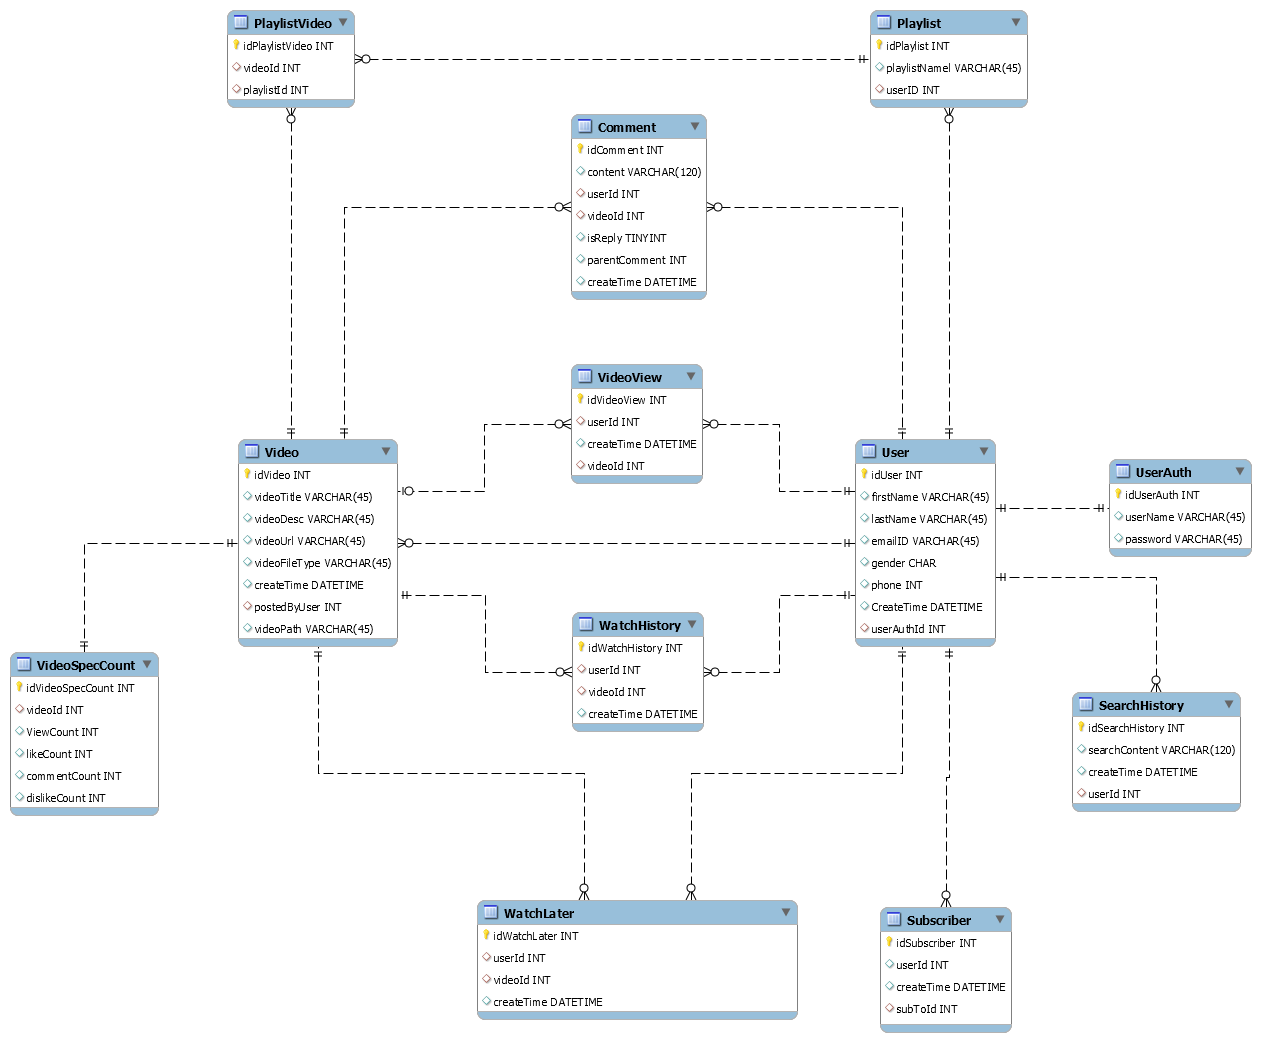 PlaylistVideo
idPlaylistVideo INT
videoId INT
playlistId INT
Playlist
idPlaylist INT
playlistNamel VARCHAR(45)
userID INT
Comment
idComment INT
content VARCHAR(120)
userId INT
videoId INT
isReply TINYINT
parentComment INT
createTime DATETIME
VideoView
idVideoView INT
userId INT
createTime DATETIME
videoId INT
Video
idVideo INT
videoTitle VARCHAR(45)
videoDesc VARCHAR(45)
videoUrl VARCHAR(45)
videoFileType VARCHAR(45)
createTime DATETIME
postedByUser INT
videoPath VARCHAR(45)
User
idUser INT
firstName VARCHAR(45)
lastName VARCHAR(45)
emailID VARCHAR(45)
gender CHAR
phone INT
CreateTime DATETIME
userAuthId INT
UserAuth
idUserAuth INT
userName VARCHAR(45)
password VARCHAR(45)
WatchHistory
idWatchHistory INT
userId INT
videoId INT
createTime DATETIME
VideoSpecCount
idVideoSpecCount INT
videoId INT
ViewCount INT
likeCount INT
commentCount INT
dislikeCount INT
SearchHistory
idSearchHistory INT
searchContent VARCHAR(120)
createTime DATETIME
userId INT
WatchLater
idWatchLater INT
userId INT
videoId INT
createTime DATETIME
Subscriber
idSubscriber INT
userId INT
createTime DATETIME
subToId INT